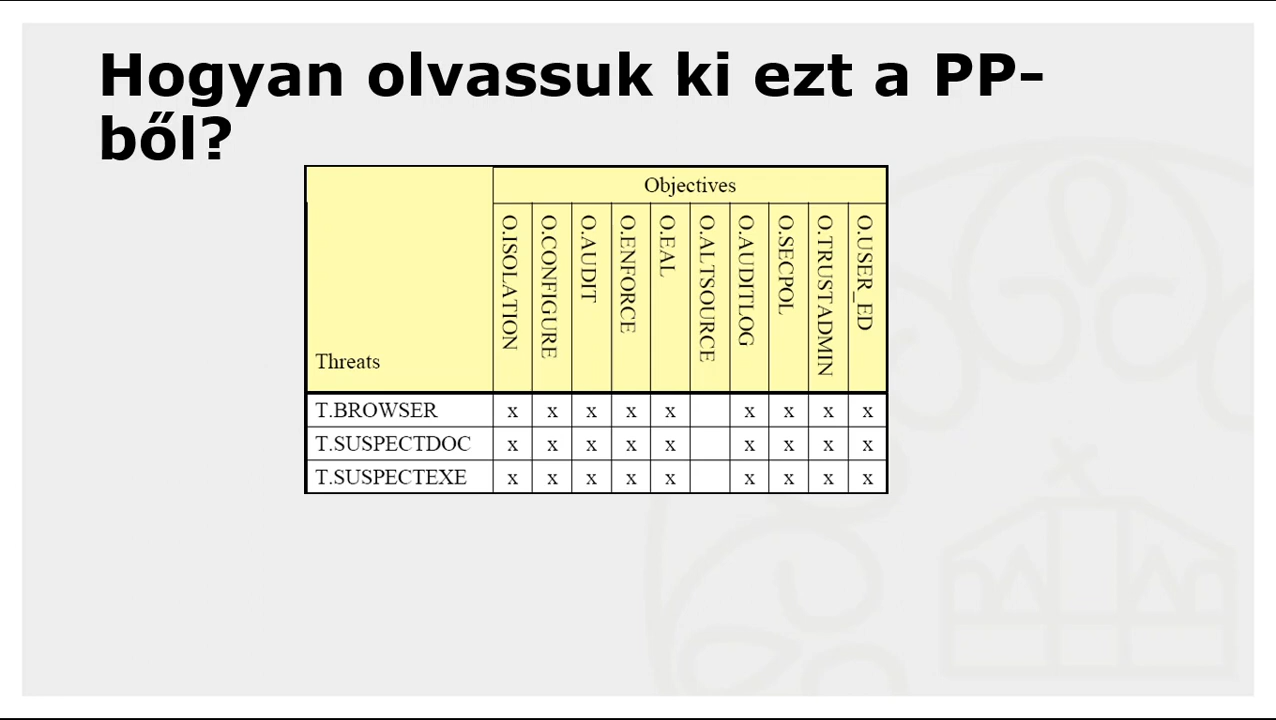 Hogyan olvassuk ki ezt a PP-
ből?
Objectives
Threats
O.ISOLATION
O.CONFIGURE
O.AUDIT
O.ENFORCE
O.EAL
O.ALTSOURCE
O.AUDITLOG
O.SECPOL
O.TRUSTADMIN
O.USER_ED
T.BROWSER x x x x x x x x x
T.SUSPECTDOC x x x x x x x x x
T.SUSPECTEXE x x x x x x x x x